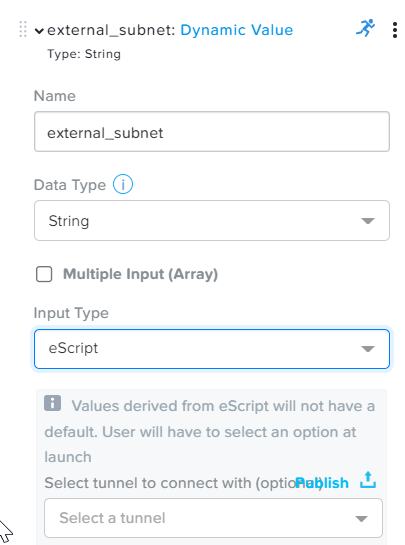 external_subnet: Dynamic Value
Type: String
Name
external_subnet
Data Type
String
Multiple Input (Array)
Input Type
eScript
Values derived from eScript will not have a
default. User will have to select an option at
launch
Select tunnel to connect with (optional) Publish
Select a tunnel